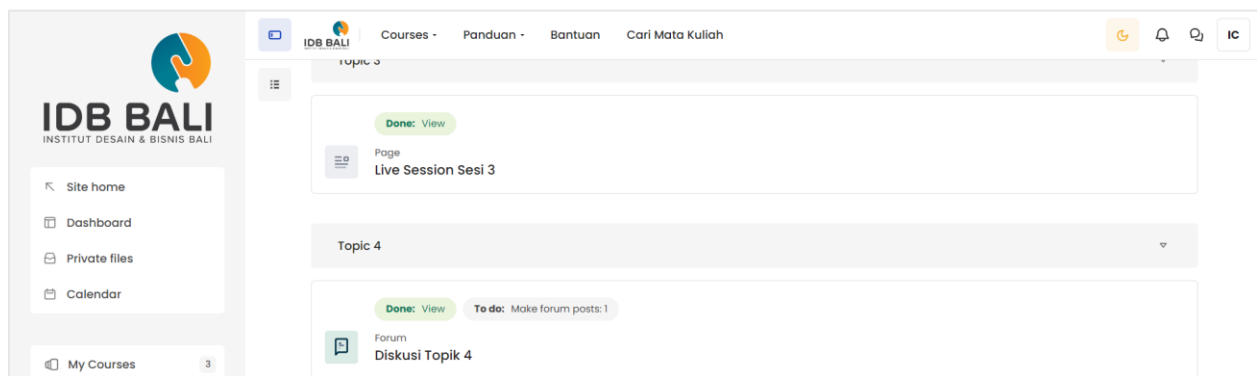 IDB BALI
INSTITUT DESAIN & BISNIS BALI
Site home
Dashboard
Private files
Calendar
My Courses 3
IDB BALI
Courses
Panduan
Bantuan
Cari Mata Kuliah
IC
Topic 3
Done: View
Page
Live Session Sesi 3
Topic 4
Done: View
To do: Make forum posts: 1
Forum
Diskusi Topik 4